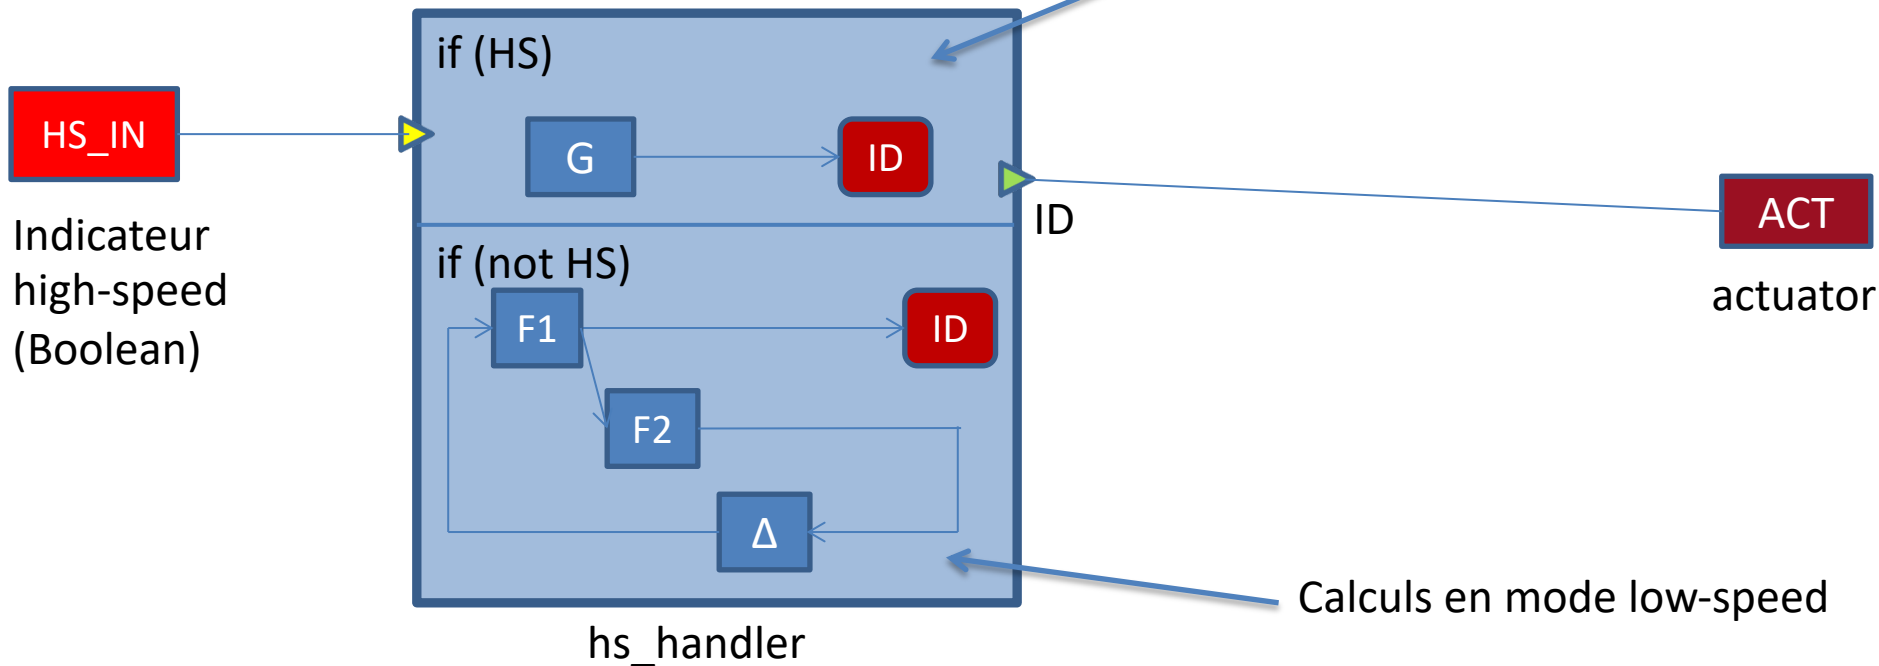 if (HS)
HS_IN
G
ID
Indicateur
high-speed
(Boolean)
ID
ACT
actuator
if (not HS)
F1
ID
F2
Δ
Calculs en mode low-speed
hs_handler